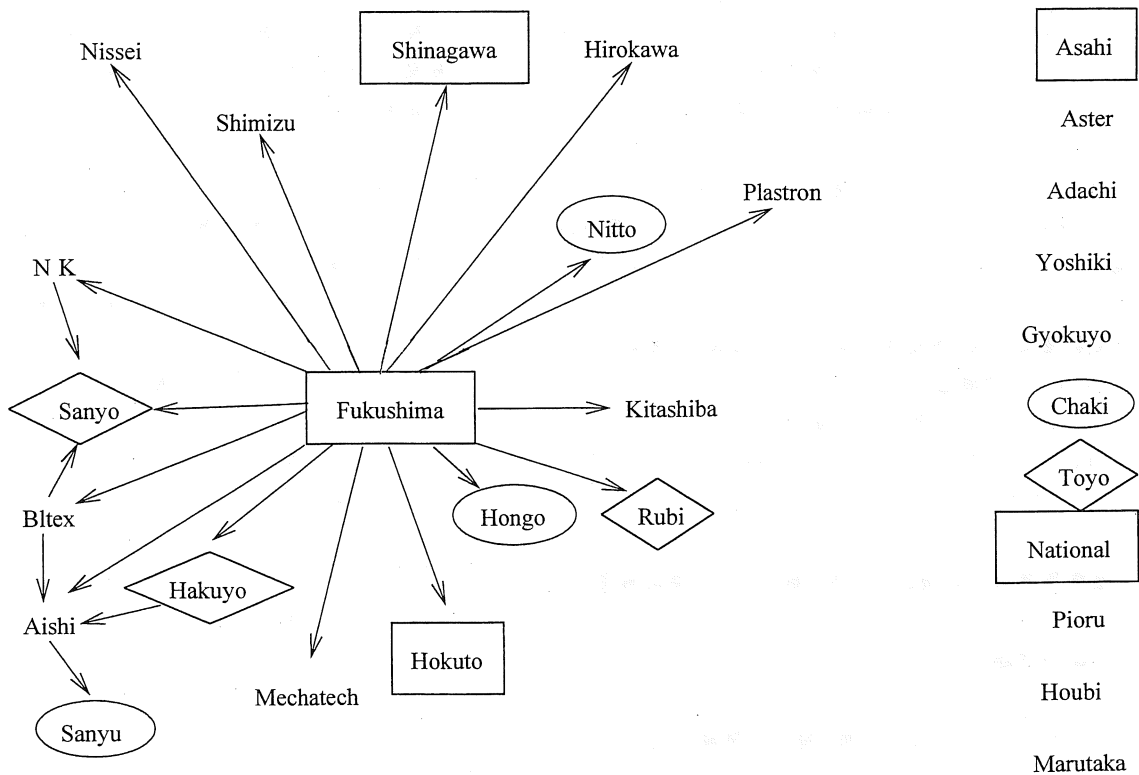 Nissei
Shinagawa
Hirokawa
Asahi
Shimizu
Aster
Plastron
Adachi
Nitto
N K
Yoshiki
Gyokuyo
Sanyo
Fukushima
Kitashiba
Chaki
Toyo
Bltex
Hongo
Rubi
National
Hakuyo
Aishi
Pioru
Hokuto
Mechatech
Houbi
Sanyu
Marutaka